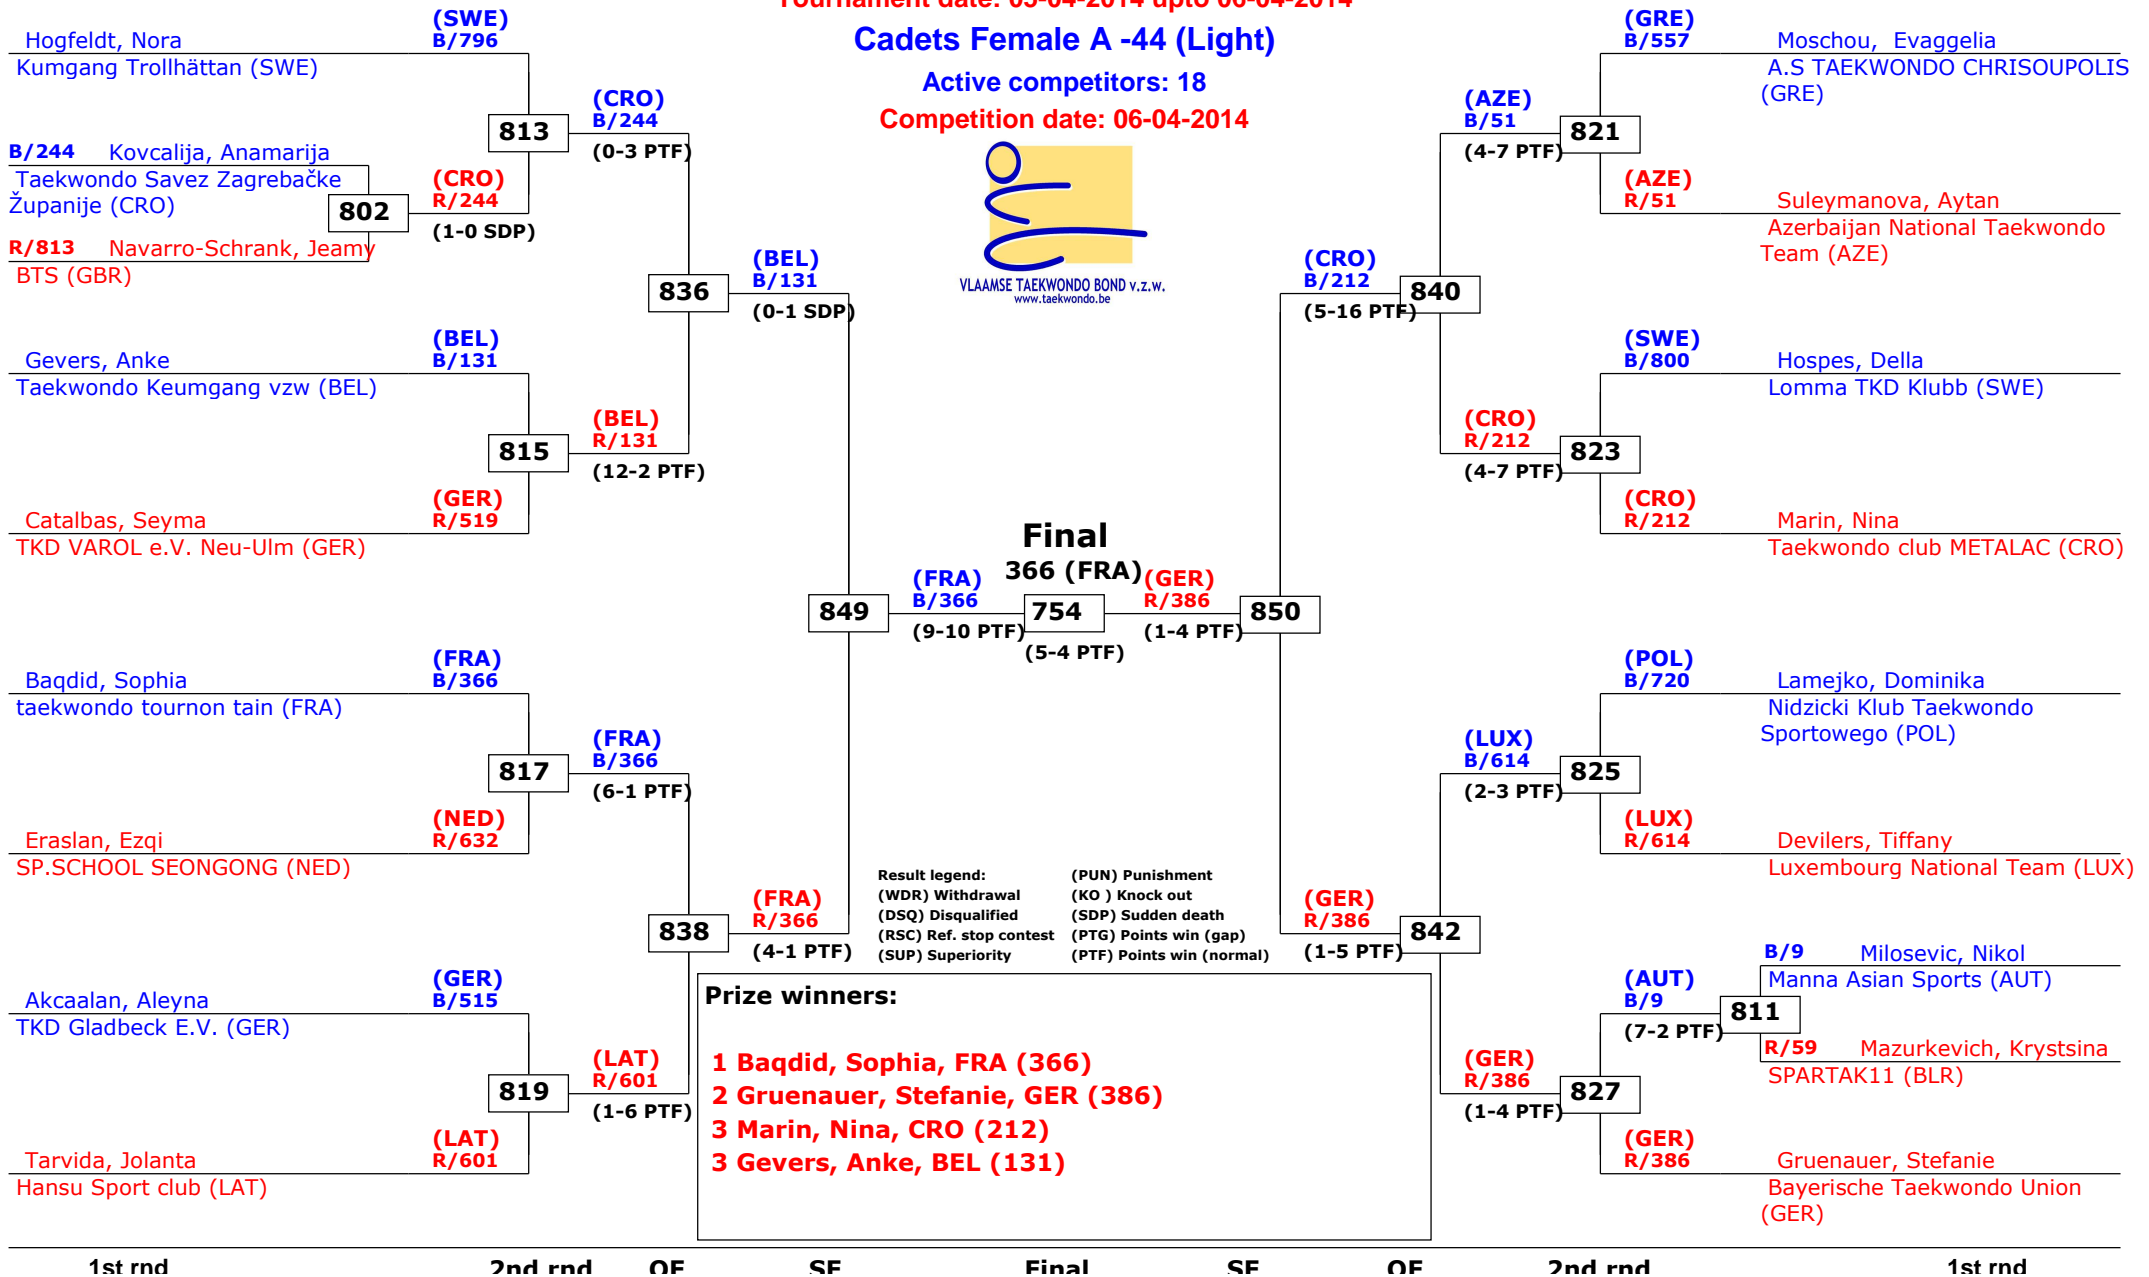 Tournament date: 05-04-2014 upto 06-04-2014
Cadets Female A -44 (Light)
Active competitors: 18
Competition date: 06-04-2014
VLAAMSE TAEKWONDO BOND v.z.w.
www.taekwondo.be
Hogfeldt, Nora
Kumgang Trollhättan (SWE)
(SWE)
B/796
B/244 Kovcalija, Anamarija
Taekwondo Savez Zagrebačke
Županije (CRO)
R/813 Navarro-Schrank, Jeamy
BTS (GBR)
802
(CRO)
R/244
(1-0 SDP)
813
(CRO)
B/244
(0-3 PTF)
Gevers, Anke
Taekwondo Keumgang vzw (BEL)
(BEL)
B/131
Catalbas, Seyma
TKD VAROL e.V. Neu-Ulm (GER)
(GER)
R/519
815
(BEL)
R/131
(12-2 PTF)
836
(BEL)
B/131
(0-1 SDP)
Baqdid, Sophia
taekwondo tournon tain (FRA)
(FRA)
B/366
Eraslan, Ezqi
SP.SCHOOL SEONGONG (NED)
(NED)
R/632
817
(FRA)
B/366
(6-1 PTF)
Akcaalan, Aleyna
TKD Gladbeck E.V. (GER)
(GER)
B/515
Tarvida, Jolanta
Hansu Sport club (LAT)
(LAT)
R/601
819
(LAT)
R/601
(1-6 PTF)
838
(FRA)
R/366
(4-1 PTF)
849
(FRA)
B/366
(9-10 PTF)
Final
366 (FRA)
754
(5-4 PTF)
(GER)
R/386
(1-4 PTF)
850
(CRO)
B/212
(5-16 PTF)
840
(AZE)
B/51
(4-7 PTF)
821
(GRE)
B/557
Moschou, Evaggelia
A.S TAEKWONDO CHRISOUPOLIS
(GRE)
(AZE)
R/51
Suleymanova, Aytan
Azerbaijan National Taekwondo
Team (AZE)
(CRO)
R/212
(4-7 PTF)
823
(SWE)
B/800
Hospes, Della
Lomma TKD Klubb (SWE)
(CRO)
R/212
Marin, Nina
Taekwondo club METALAC (CRO)
(GER)
R/386
(1-5 PTF)
842
(LUX)
B/614
(2-3 PTF)
825
(POL)
B/720
Lamejko, Dominika
Nidzicki Klub Taekwondo
Sportowego (POL)
(LUX)
R/614
Devilers, Tiffany
Luxembourg National Team (LUX)
(GER)
R/386
(1-4 PTF)
827
(AUT)
B/9
(7-2 PTF)
811
B/9 Milosevic, Nikol
Manna Asian Sports (AUT)
R/59 Mazurkevich, Krystsina
SPARTAK11 (BLR)
(GER)
R/386
Gruenauer, Stefanie
Bayerische Taekwondo Union
(GER)
Result legend: (PUN) Punishment
(WDR) Withdrawal (KO ) Knock out
(DSQ) Disqualified (SDP) Sudden death
(RSC) Ref. stop contest (PTG) Points win (gap)
(SUP) Superiority (PTF) Points win (normal)
Prize winners:
1 Baqdid, Sophia, FRA (366)
2 Gruenauer, Stefanie, GER (386)
3 Marin, Nina, CRO (212)
3 Gevers, Anke, BEL (131)
1st rnd 2nd rnd QF SF Final SF QF 2nd rnd 1st rnd